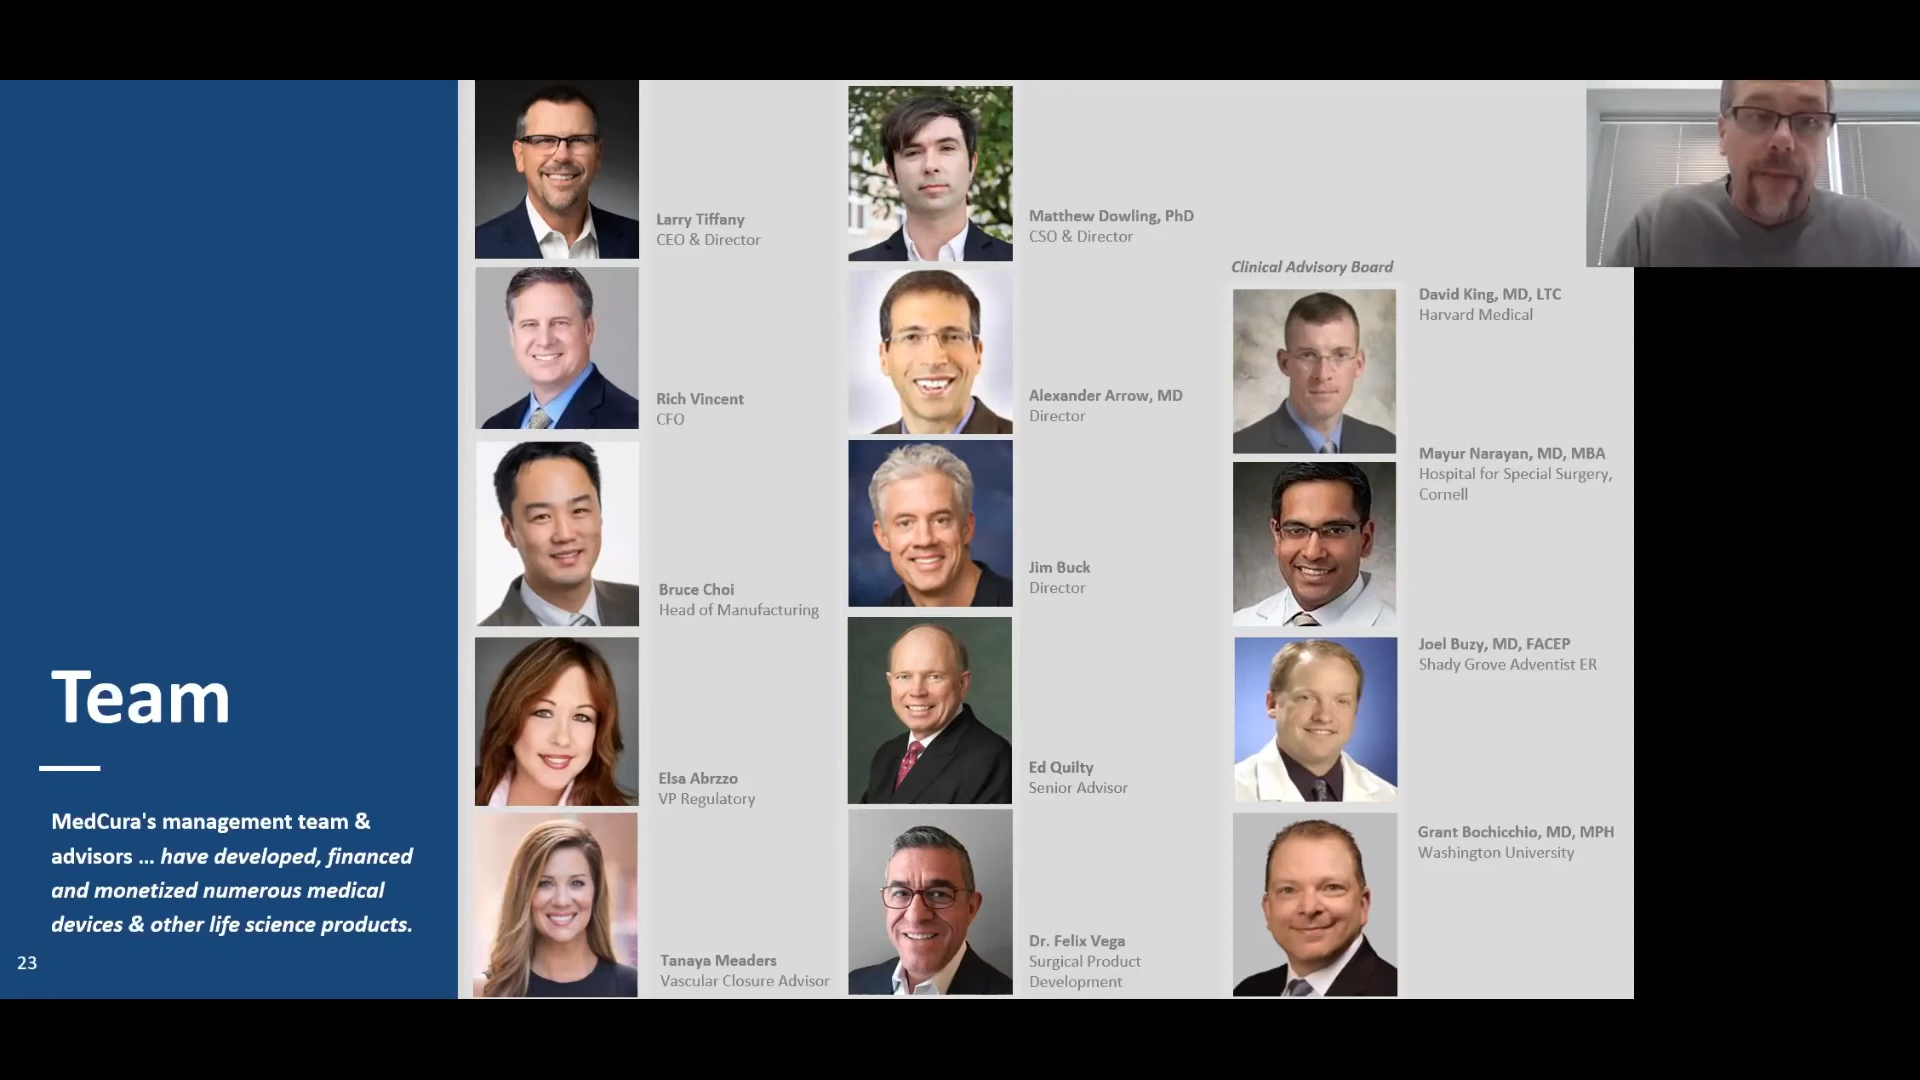 Team
MedCura's management team &
advisors ... have developed, financed
and monetized numerous medical
devices & other life science products.
23
Larry Tiffany
CEO & Director
Rich Vincent
CFO
Bruce Choi
Head of Manufacturing
Elsa Abrzzo
VP Regulatory
Tanaya Meaders
Vascular Closure Advisor
Matthew Dowling, PhD
CSO & Director
Alexander Arrow, MD
Director
Jim Buck
Director
Ed Quilty
Senior Advisor
Dr. Felix Vega
Surgical Product
Development
Clinical Advisory Board
David King, MD, LTC
Harvard Medical
Mayur Narayan, MD, MBA
Hospital for Special Surgery,
Cornell
Joel Buzy, MD, FACEP
Shady Grove Adventist ER
Grant Bochicchio, MD, MPH
Washington University